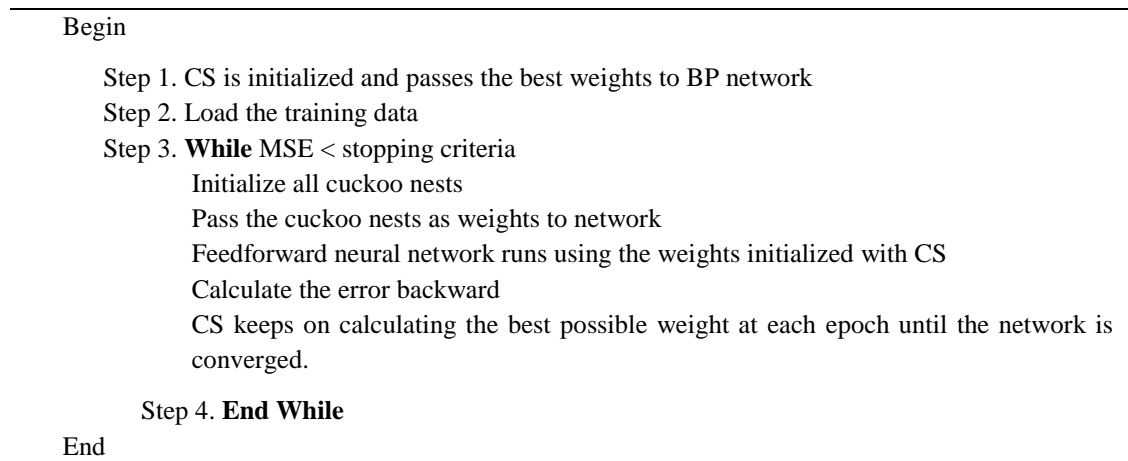 Begin
Step 1. CS is initialized and passes the best weights to BP network
Step 2. Load the training data
Step 3. While MSE < stopping criteria
Initialize all cuckoo nests
Pass the cuckoo nests as weights to network
Feedforward neural network runs using the weights initialized with CS
Calculate the error backward
CS keeps on calculating the best possible weight at each epoch until the network is
converged.
Step 4. End While
End